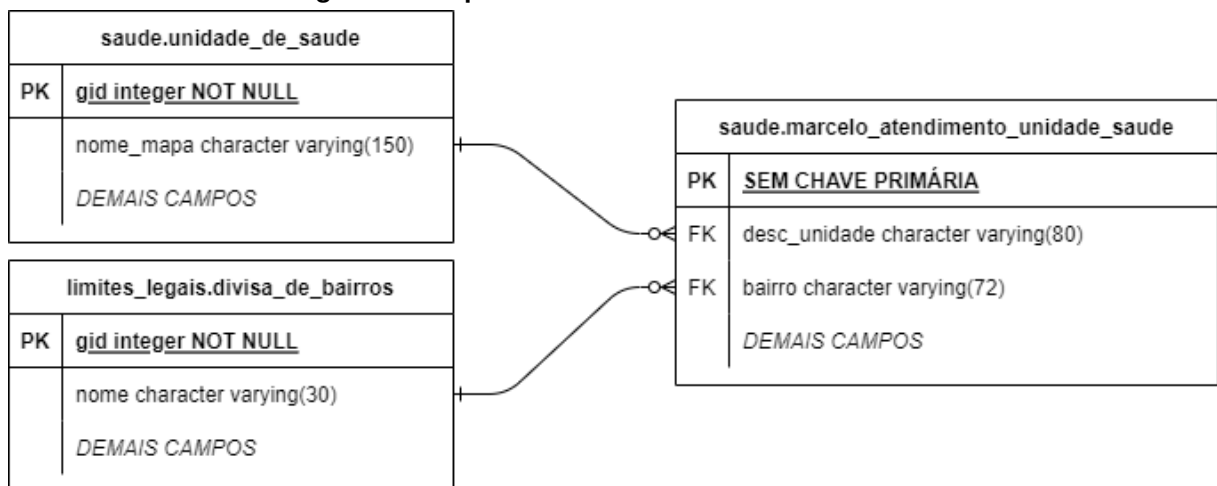 saude.unidade_de_saude
PK gid integer NOT NULL
nome_mapa character varying(150)
DEMAIS CAMPOS
limites_legais.divisa_de_bairros
PK gid integer NOT NULL
nome character varying(30)
DEMAIS CAMPOS
saude.marcelo_atendimento_unidade_saude
PK SEM CHAVE PRIMÁRIA
FK desc_unidade character varying(80)
FK bairro character varying(72)
DEMAIS CAMPOS